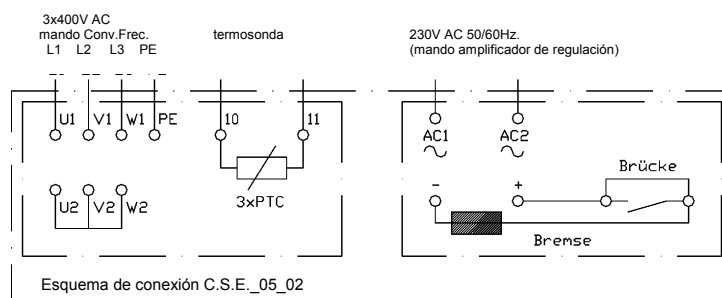 3x400V AC
mando Conv.Frec.
L1 L2 L3 PE
termosonda
230V AC 50/60Hz.
(mando amplificador de regulación)
U1 V1 W1 PE
10 11
AC1 AC2
U2 V2 W2
3xPTC
- +
Brücke
Bremse
Esquema de conexión C.S.E._05_02